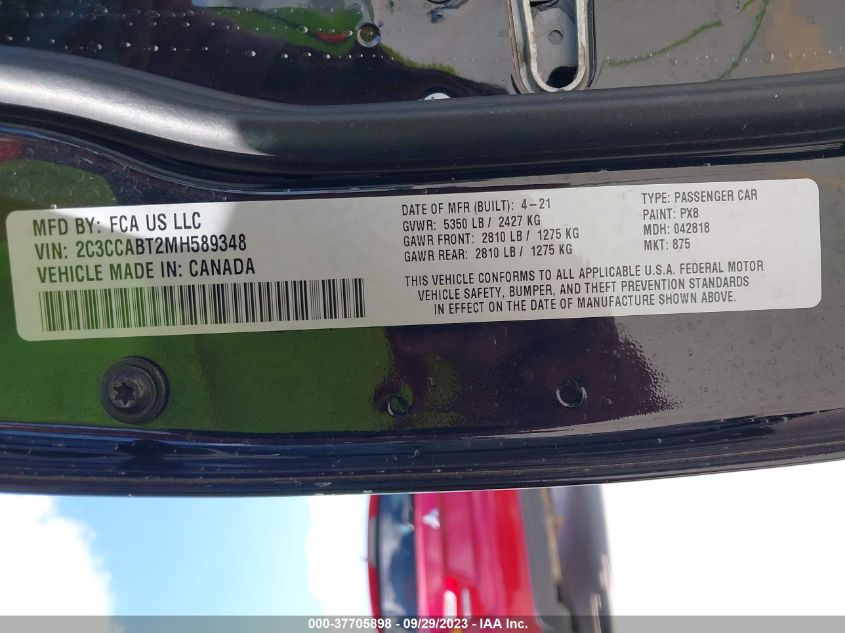 MFD BY: FCA US LLC
VIN: 2C3CCABT2MH589348
VEHICLE MADE IN: CANADA
DATE OF MFR (BUILT): 4-21
GVWR: 5350 LB / 2427 KG
GAWR FRONT: 2810 LB / 1275 KG
GAWR REAR: 2810 LB / 1275 KG
TYPE: PASSENGER CAR
PAINT: PX8
MDH: 042818
MKT: 875
THIS VEHICLE CONFORMS TO ALL APPLICABLE U.S.A. FEDERAL MOTOR
VEHICLE SAFETY, BUMPER, AND THEFT PREVENTION STANDARDS
IN EFFECT ON THE DATE OF MANUFACTURE SHOWN ABOVE.
000-37705898 - 09/29/2023 - IAA Inc.